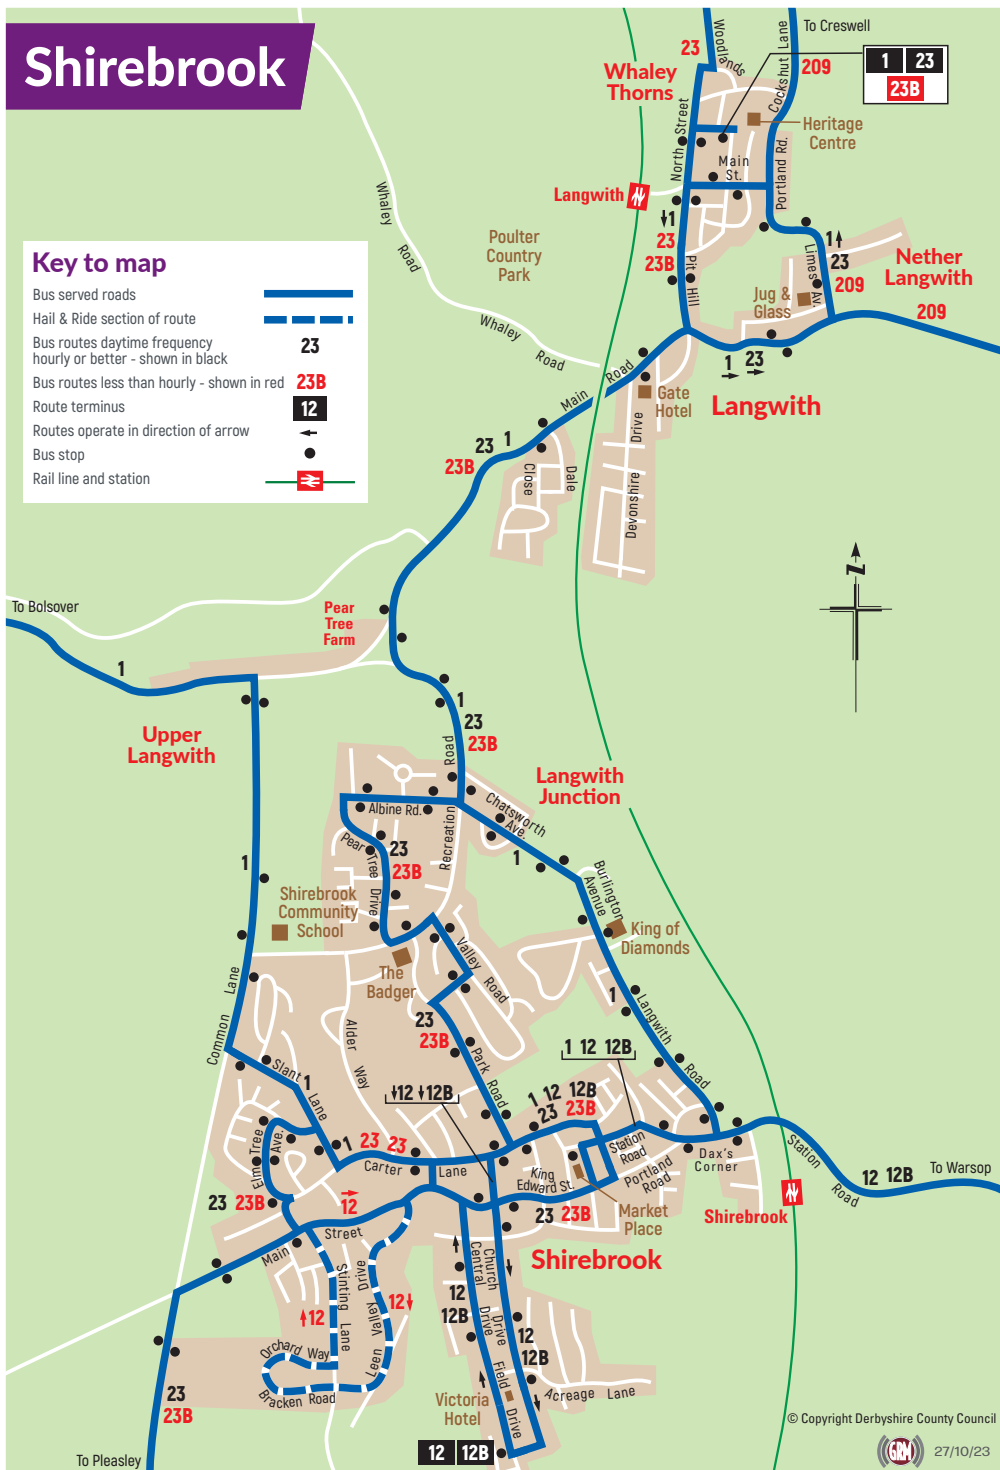 Shirebrook
Key to map
Bus served roads
Hail & Ride section of route
Bus routes daytime frequency
hourly or better - shown in black
23
Bus routes less than hourly - shown in red
23B
Route terminus
12
Routes operate in direction of arrow
Bus stop
Rail line and station
To Creswell
Woodlands
23
Whaley
Thorns
209
Cockshut Lane
1 23
23B
Heritage
Centre
North Street
Main
St.
Portland Rd.
Langwith
1
23
23B
Pit Hill
Whaley Road
Poulter
Country
Park
1
23
209
Limes Av.
Nether
Langwith
Jug &
Glass
209
Whaley Road
1 23
Main Road
Gate
Hotel
Langwith
23 1
23B
Close
Dale
Devonshire Drive
To Bolsover
Pear
Tree
Farm
1
1
23
23B
Upper
Langwith
Recreation Road
Langwith
Junction
Albine Rd.
Chatsworth
Ave.
Pear Tree Drive
23
23B
1
1
Burlington
Avenue
Shirebrook
Community
School
King of
Diamonds
The
Badger
Valley Road
Common Lane
1
Langwith Road
23
23B
Alder Way
Park Road
1 12 12B
Slant Lane
1
12 12B
1 12 12B
23 23B
Elm Tree
Ave.
1 23 23
Carter Lane
Station
Road
Dax's
Corner
Station Road
King
Edward St.
Portland
Road
12 12B
To Warsop
23 23B
12
23 23B
Market
Place
Shirebrook
Shirebrook
Main Street
Stinting Lane
Leen Valley Drive
12
12
Central Drive
Church Drive
12
12B
12
12B
Orchard Way
Bracken Road
Field Drive
Acreage Lane
23
23B
Victoria
Hotel
12 12B
To Pleasley
© Copyright Derbyshire County Council
GRM
27/10/23